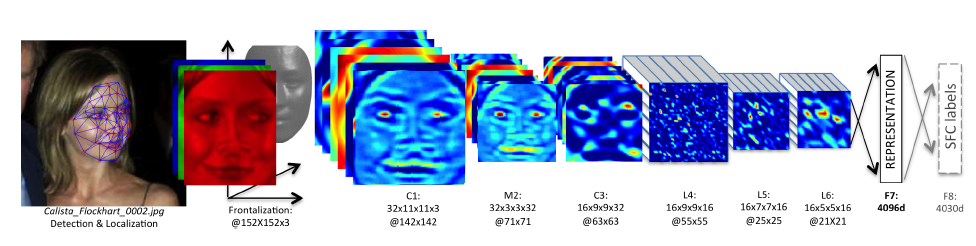 REPRESENTATION
SFC labels
Calista_Flockhart_0002.jpg
Detection & Localization
Frontalization:
@152X152x3
C1:
32x11x11x3
@142x142
M2:
32x3x3x32
@71x71
C3:
16x9x9x32
@63x63
L4:
16x9x9x16
@55x55
L5:
16x7x7x16
@25x25
L6:
16x5x5x16
@21X21
F7:
4096d
F8:
4030d